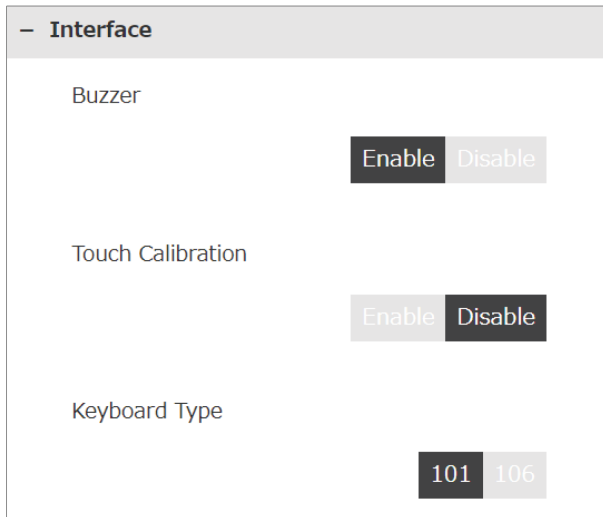 – Interface
Buzzer
Enable Disable
Touch Calibration
Enable Disable
Keyboard Type
101 106